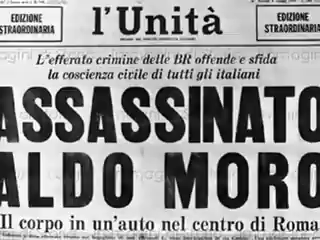 EDIZIONE
STRAORDINARIA
l'Unità
EDIZIONE
STRAORDINARIA
L'efferato crimine delle BR offende e sfida
la coscienza civile di tutti gli italiani
ASSASSINATO
ALDO MORO
Il corpo in un'auto nel centro di Roma